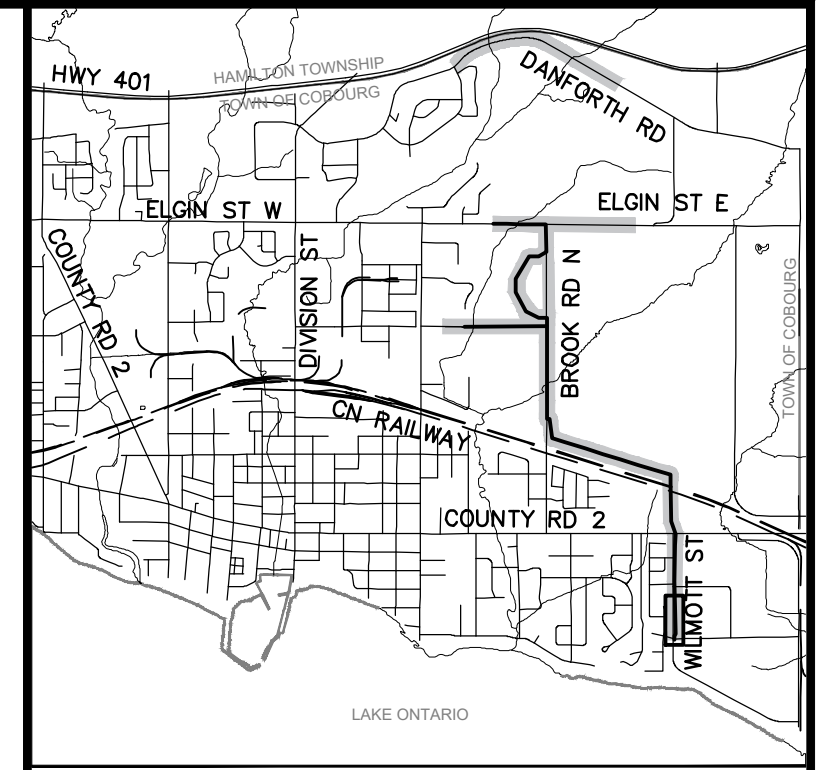 HWY 401
HAMILTON TOWNSHIP
TOWN OF COBOURG
DANFORTH RD
ELGIN ST W
ELGIN ST E
COUNTY RD 2
DIVISION ST
BROOK RD N
TOWN OF COBOURG
CN RAILWAY
COUNTY RD 2
WILMOTT ST
LAKE ONTARIO